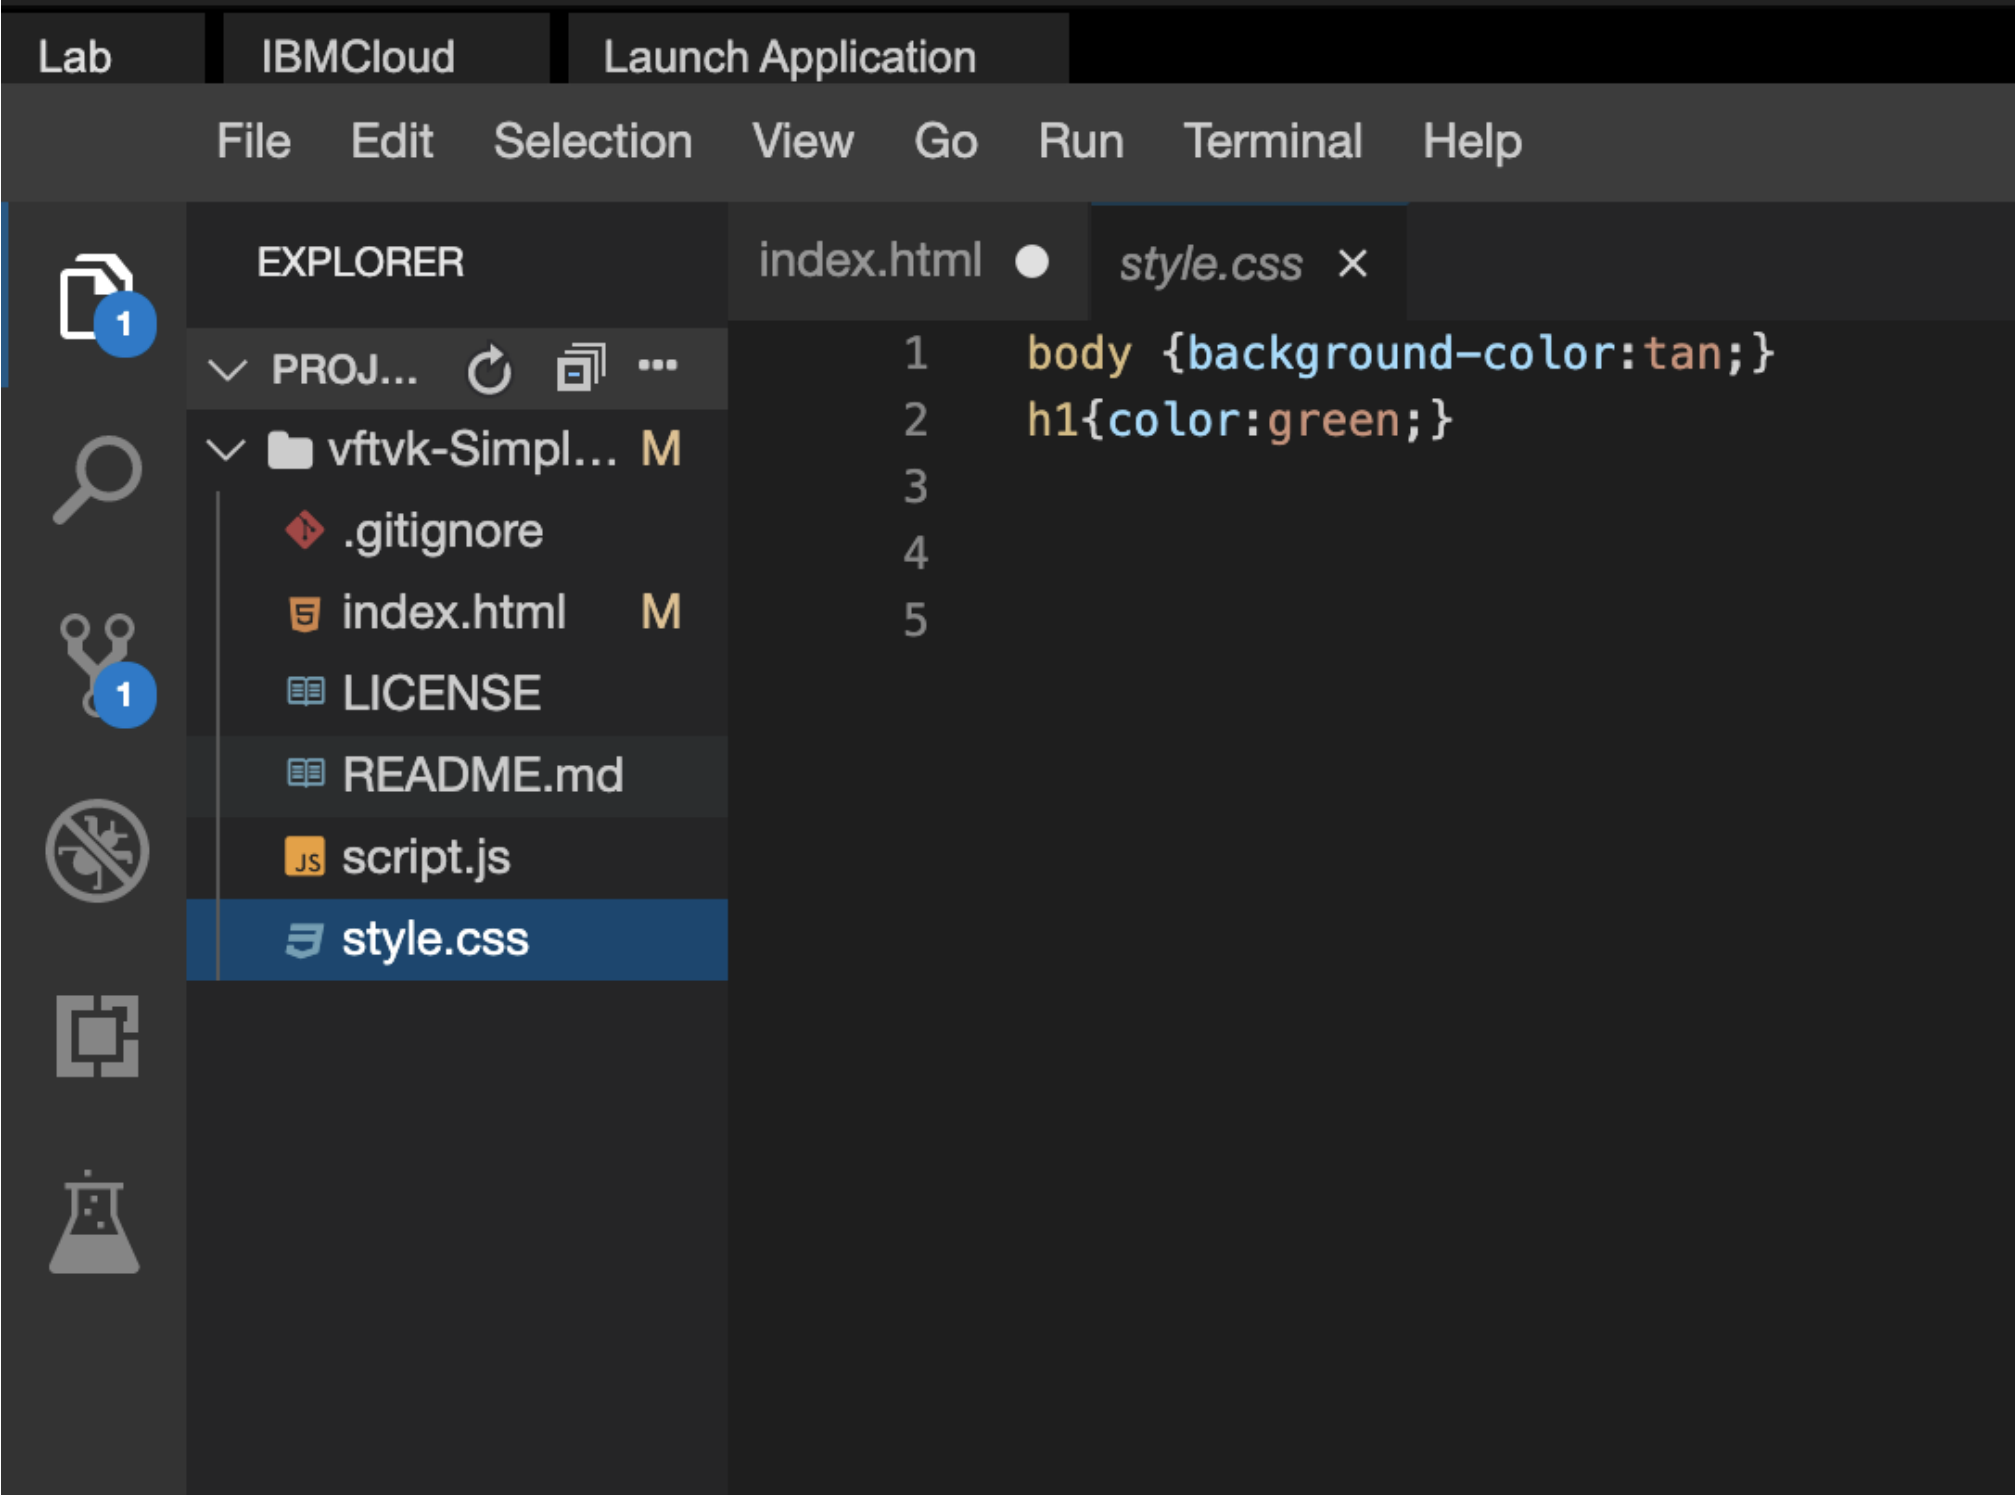 Lab IBMCloud Launch Application
File Edit Selection View Go Run Terminal Help
EXPLORER
index.html style.css
PROJ...
vftvk-Simpl... M
.gitignore
index.html M
LICENSE
README.md
script.js
style.css
1
1
1 body {background-color:tan;}
2 h1{color:green;}
3
4
5
JS